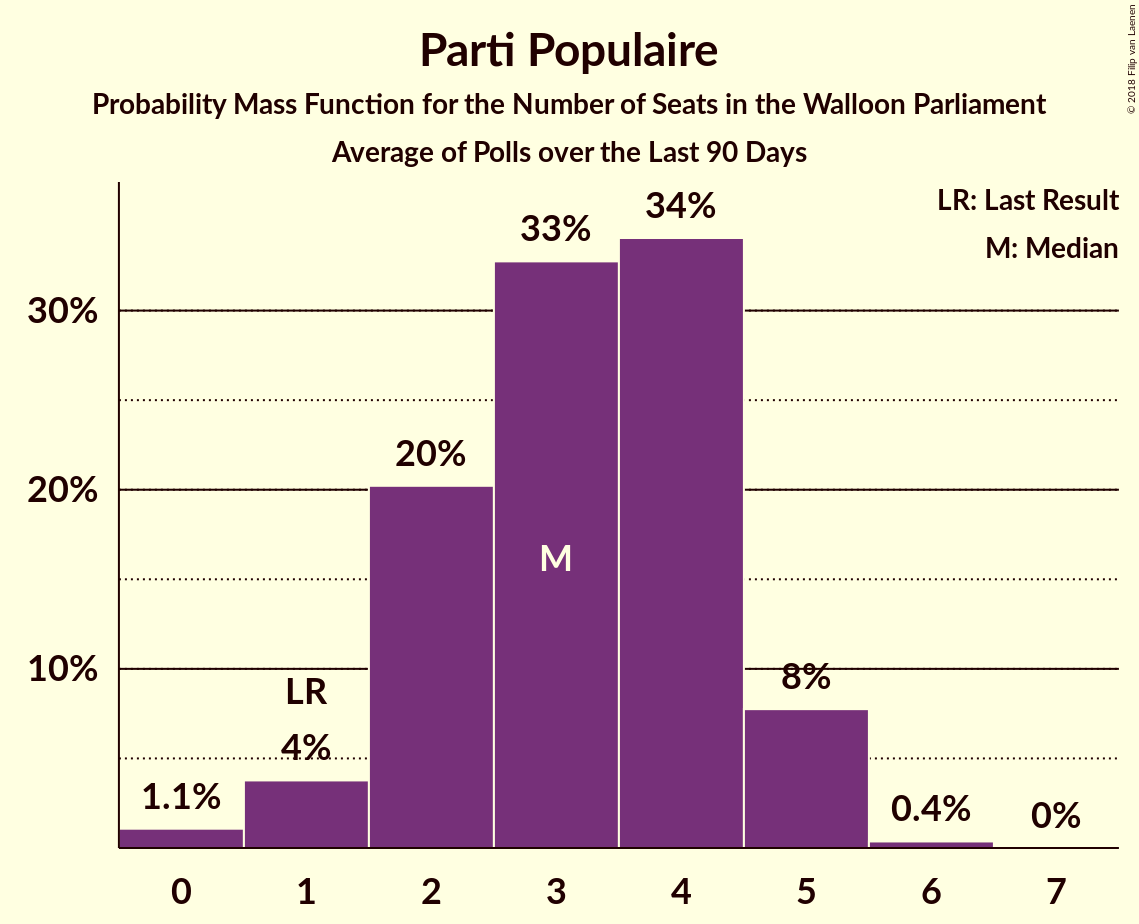 Parti Populaire
Probability Mass Function for the Number of Seats in the Walloon Parliament
Average of Polls over the Last 90 Days
© 2018 Filip van Laenen
LR: Last Result
M: Median
34%
33%
30%
20%
20%
M
10%
LR
8%
4%
1.1%
0.4%
0%
0 1 2 3 4 5 6 7